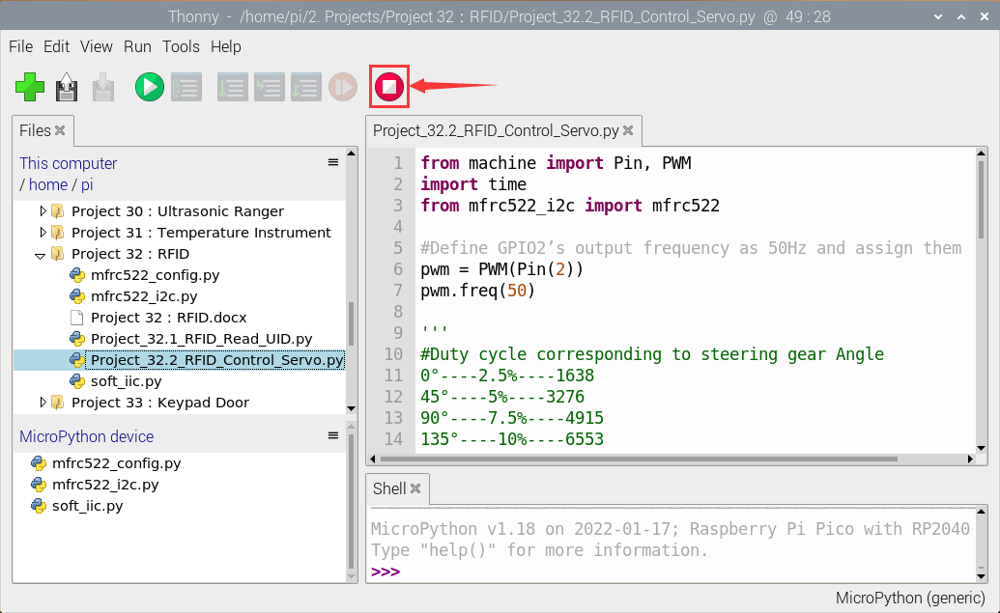 Thonny - /home/pi/2. Projects/Project 32 : RFID/Project_32.2_RFID_Control_Servo.py @ 49 : 28
File Edit View Run Tools Help
Files
This computer
/ home / pi
Project 30 : Ultrasonic Ranger
Project 31 : Temperature Instrument
Project 32 : RFID
mfrc522_config.py
mfrc522_i2c.py
Project 32 : RFID.docx
Project_32.1_RFID_Read_UID.py
Project_32.2_RFID_Control_Servo.py
soft_iic.py
Project 33 : Keypad Door
MicroPython device
mfrc522_config.py
mfrc522_i2c.py
soft_iic.py
Project_32.2_RFID_Control_Servo.py
1 from machine import Pin, PWM
2 import time
3 from mfrc522_i2c import mfrc522
4
5 #Define GPIO2’s output frequency as 50Hz and assign them
6 pwm = PWM(Pin(2))
7 pwm.freq(50)
8
9 '''
10 #Duty cycle corresponding to steering gear Angle
11 0°----2.5%----1638
12 45°----5%----3276
13 90°----7.5%----4915
14 135°----10%----6553
Shell
MicroPython v1.18 on 2022-01-17; Raspberry Pi Pico with RP2040
Type "help()" for more information.
>>>
MicroPython (generic)